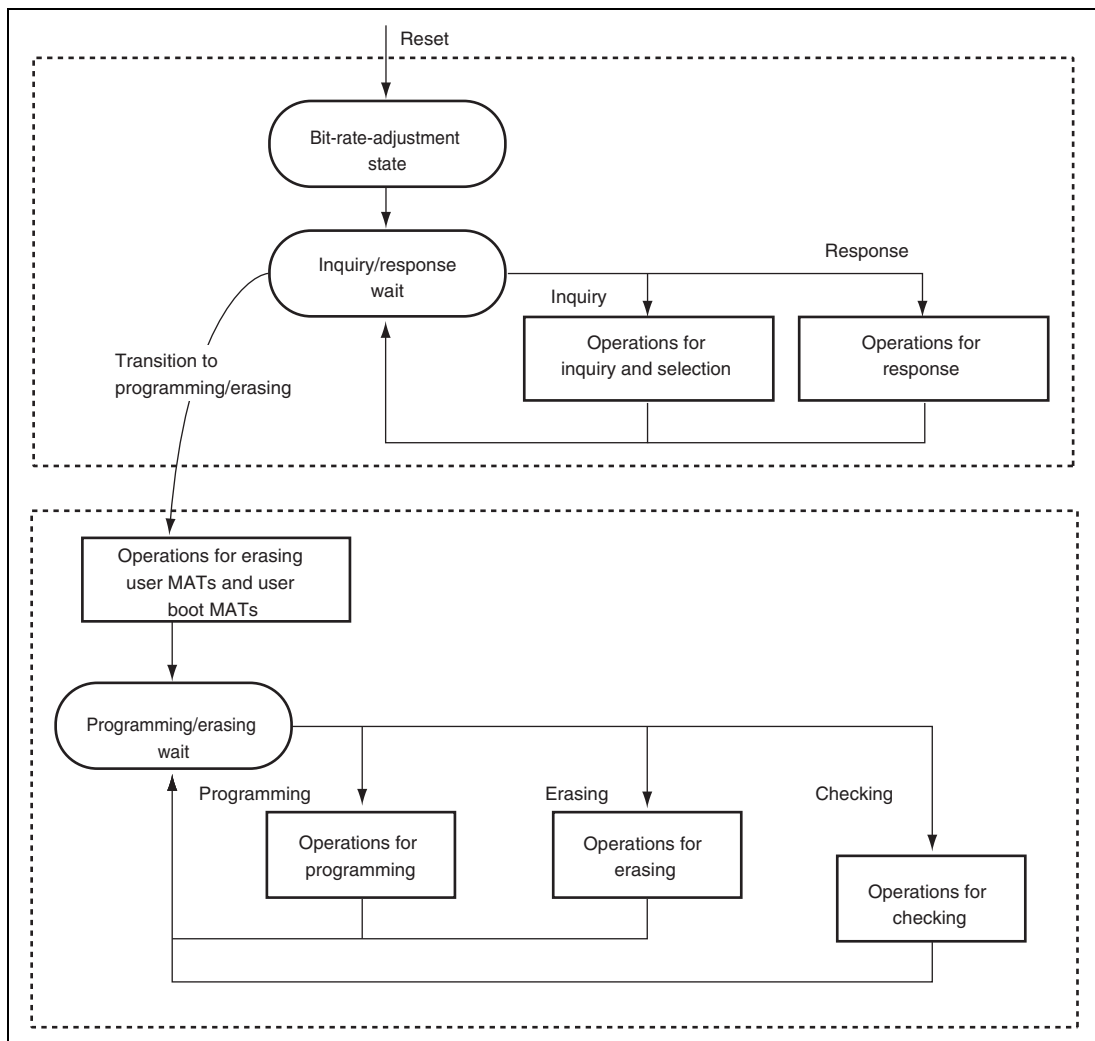 Reset
Bit-rate-adjustment
state
Inquiry/response
wait
Response
Inquiry
Operations for
inquiry and selection
Operations for
response
Transition to
programming/erasing
Operations for erasing
user MATs and user
boot MATs
Programming/erasing
wait
Programming
Erasing
Checking
Operations for
programming
Operations for
erasing
Operations for
checking